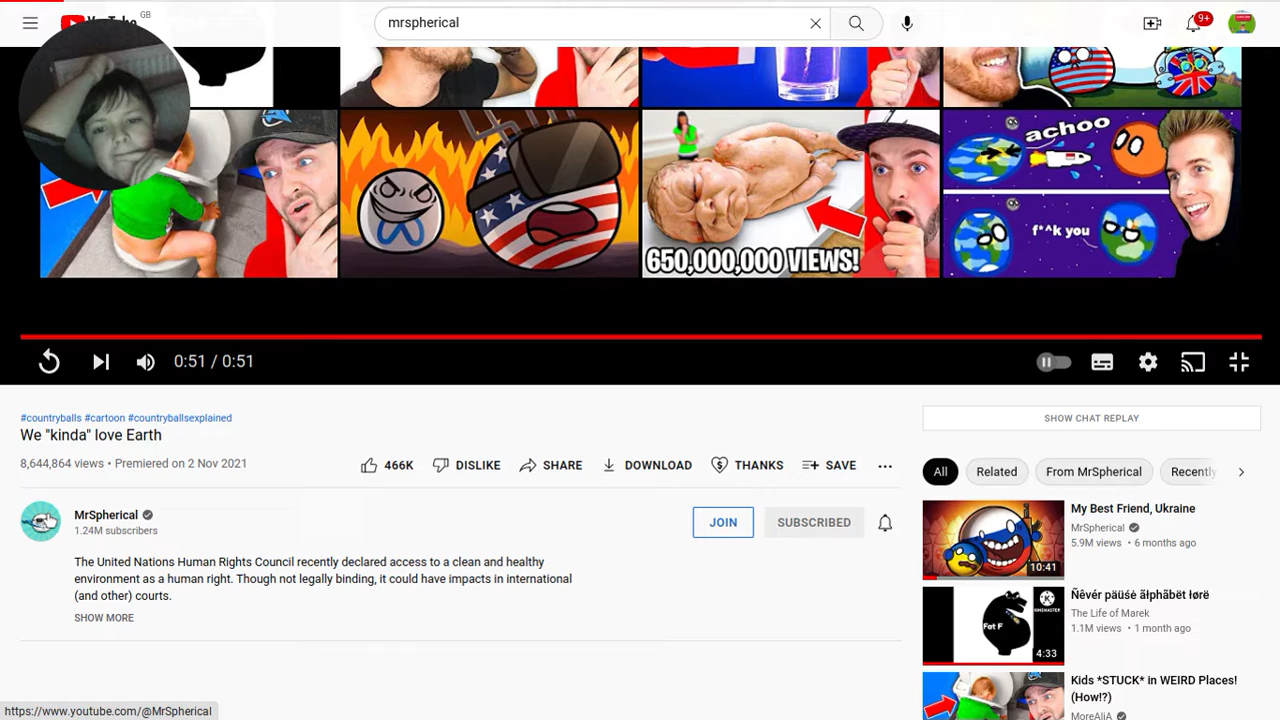 YouTube GB
mrspherical
9+
achoo
f**k you
650,000,000 VIEWS!
0:51 / 0:51
#countryballs #cartoon #countryballsexplained
We "kinda" love Earth
8,644,864 views • Premiered on 2 Nov 2021
466K DISLIKE SHARE DOWNLOAD THANKS SAVE
MrSpherical
1.24M subscribers
JOIN SUBSCRIBED
The United Nations Human Rights Council recently declared access to a clean and healthy
environment as a human right. Though not legally binding, it could have impacts in international
(and other) courts.
SHOW MORE
SHOW CHAT REPLAY
All Related From MrSpherical Recently
My Best Friend, Ukraine
MrSpherical
5.9M views • 6 months ago
10:41
Ñêvér päüśė ãłphãbët łørë
The Life of Marek
1.1M views • 1 month ago
Fat F
KINEMASTER
4:33
Kids *STUCK* in WEIRD Places!
(How!?)
MoreAliA
https://www.youtube.com/@MrSpherical